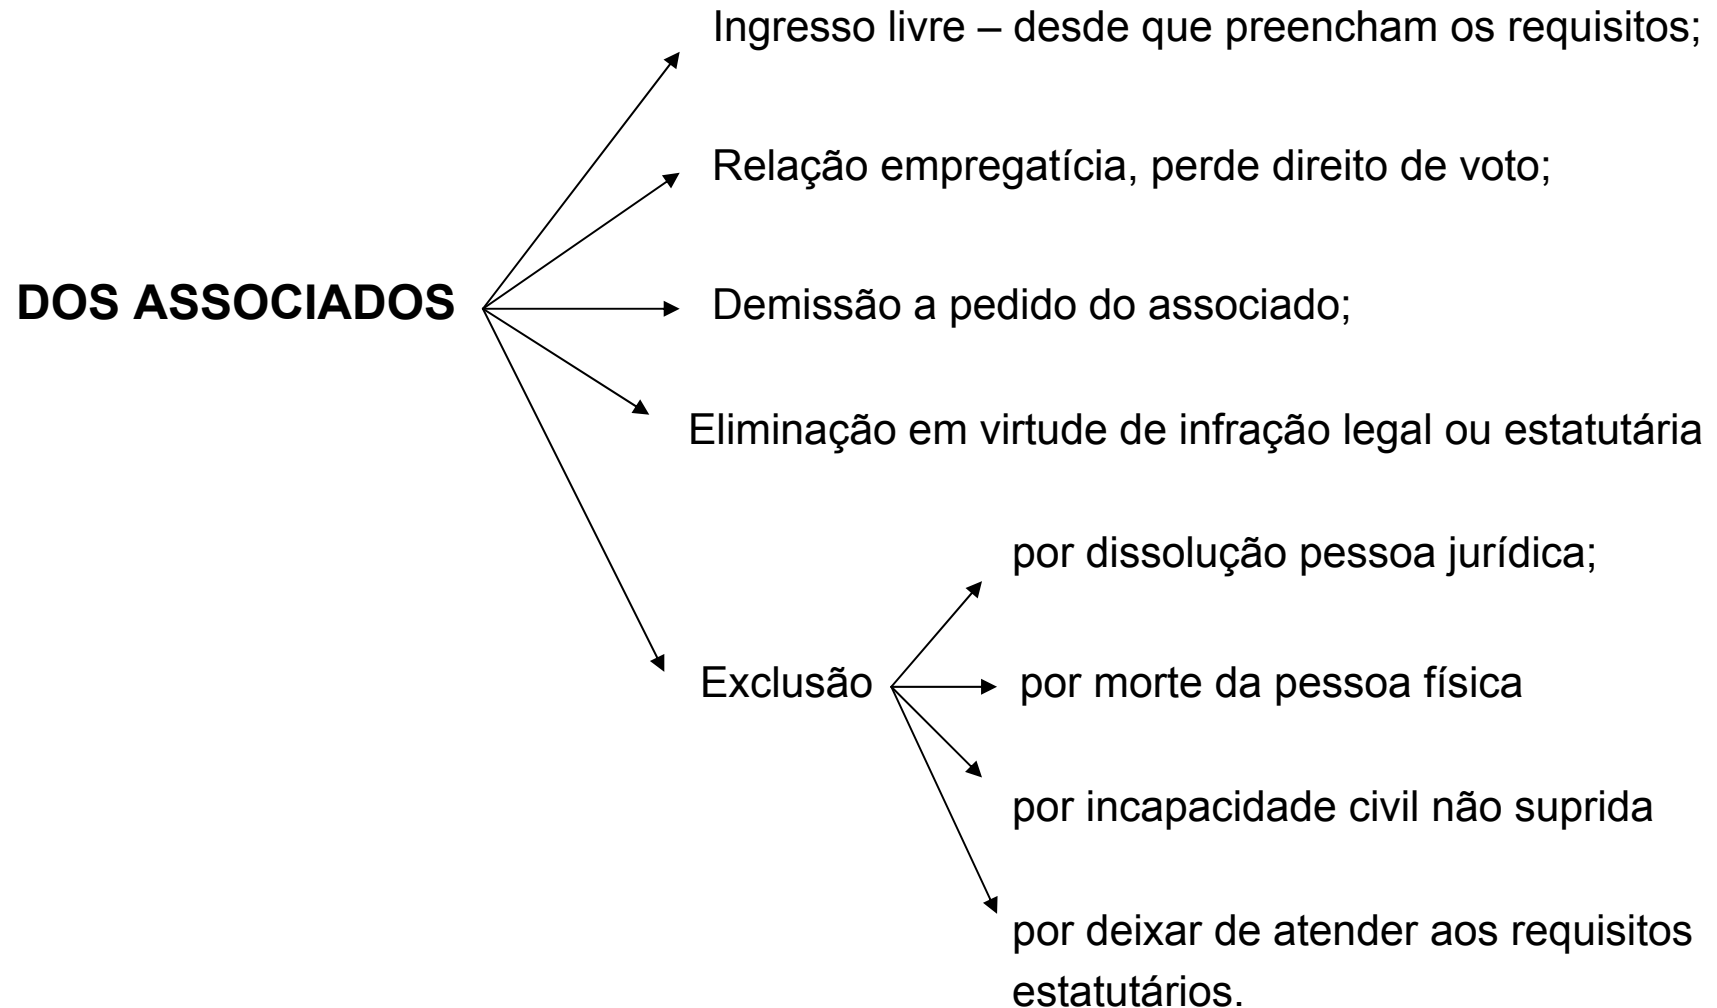 Ingresso livre – desde que preencham os requisitos;
Relação empregatícia, perde direito de voto;
DOS ASSOCIADOS
Demissão a pedido do associado;
Eliminação em virtude de infração legal ou estatutária
por dissolução pessoa jurídica;
Exclusão
por morte da pessoa física
por incapacidade civil não suprida
por deixar de atender aos requisitos
estatutários.